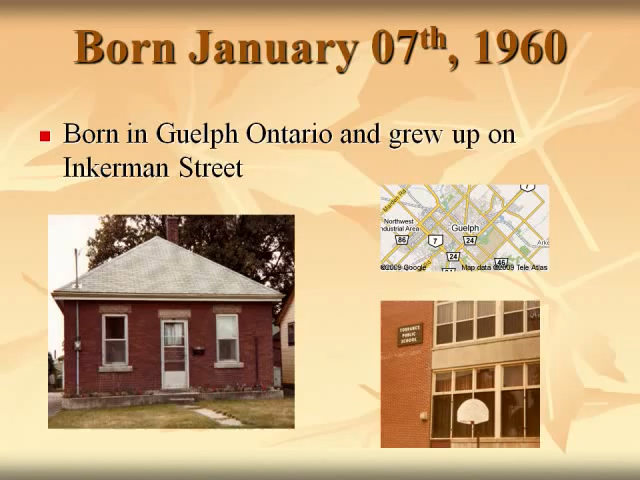 Born January 07th, 1960
Born in Guelph Ontario and grew up on
Inkerman Street
Northwest
Industrial Area
Guelph
86
7
24
24
46
7
©2009 Google
Map data ©2009 Tele Atlas
TORRANCE
PUBLIC
SCHOOL